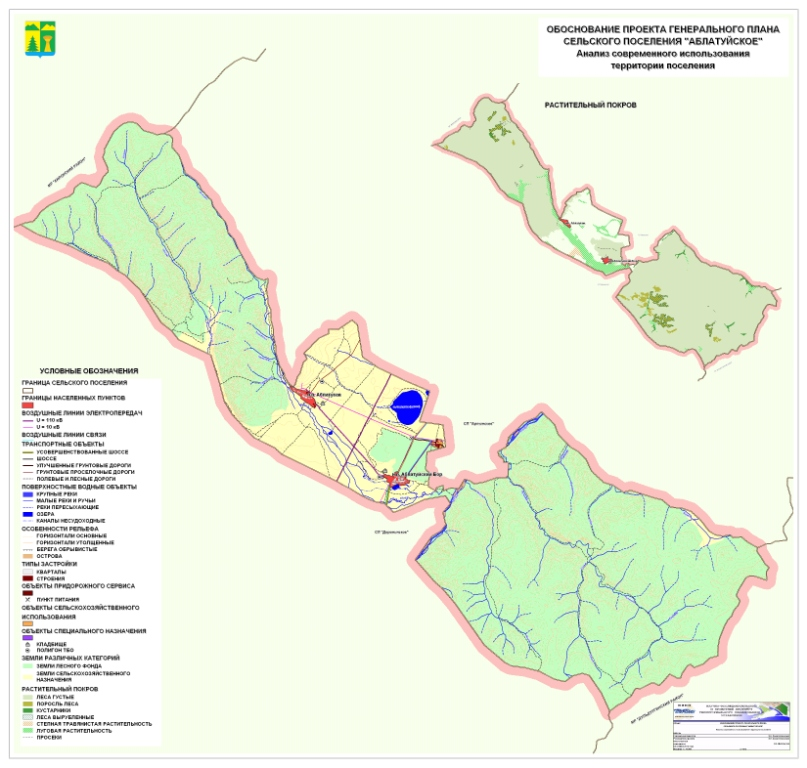 ОБОСНОВАНИЕ ПРОЕКТА ГЕНЕРАЛЬНОГО ПЛАНА
СЕЛЬСКОГО ПОСЕЛЕНИЯ "АБЛАТУЙСКОЕ"
Анализ современного использования
территории поселения
РАСТИТЕЛЬНЫЙ ПОКРОВ
с. Аблатуй
с. Аблатуйский Бор
УСЛОВНЫЕ ОБОЗНАЧЕНИЯ
ГРАНИЦА СЕЛЬСКОГО ПОСЕЛЕНИЯ
ГРАНИЦЫ НАСЕЛЕННЫХ ПУНКТОВ
ВОЗДУШНЫЕ ЛИНИИ ЭЛЕКТОПЕРЕДАЧ
U = 110 кВ
U = 10 кВ
ВОЗДУШНЫЕ ЛИНИИ СВЯЗИ
ТРАНСПОРТНЫЕ ОБЪЕКТЫ
УСОВЕРШЕНСТВОВАННЫЕ ШОССЕ
ШОССЕ
УЛУЧШЕННЫЕ ГРУНТОВЫЕ ДОРОГИ
ГРУНТОВЫЕ ПРОСЕЛОЧНЫЕ ДОРОГИ
ПОЛЕВЫЕ И ЛЕСНЫЕ ДОРОГИ
ПОВЕРХНОСТНЫЕ ВОДНЫЕ ОБЪЕКТЫ
КРУПНЫЕ РЕКИ
МАЛЫЕ РЕКИ И РУЧЬИ
РЕКИ ПЕРЕСЫХАЮЩИЕ
ОЗЕРА
КАНАЛЫ НЕСУДОХОДНЫЕ
ОСОБЕННОСТИ РЕЛЬЕФА
ГОРИЗОНТАЛИ ОСНОВНЫЕ
ГОРИЗОНТАЛИ УТОЛЩЕННЫЕ
БЕРЕГА ОБРЫВИСТЫЕ
ОСТРОВА
ТИПЫ ЗАСТРОЙКИ
КВАРТАЛЫ
СТРОЕНИЯ
ОБЪЕКТЫ ПРИДОРОЖНОГО СЕРВИСА
ПУНКТ ПИТАНИЯ
ОБЪЕКТЫ СЕЛЬСКОХОЗЯЙСТВЕННОГО
ИСПОЛЬЗОВАНИЯ
ОБЪЕКТЫ СПЕЦИАЛЬНОГО НАЗНАЧЕНИЯ
КЛАДБИЩЕ
ПОЛИГОН ТБО
ЗЕМЛИ РАЗЛИЧНЫХ КАТЕГОРИЙ
ЗЕМЛИ ЛЕСНОГО ФОНДА
ЗЕМЛИ СЕЛЬСКОХОЗЯЙСТВЕННОГО
НАЗНАЧЕНИЯ
РАСТИТЕЛЬНЫЙ ПОКРОВ
ЛЕСА ГУСТЫЕ
ПОРОСЛЬ ЛЕСА
КУСТАРНИКИ
ЛЕСА ВЫРУБЛЕННЫЕ
СТЕПНАЯ ТРАВЯНИСТАЯ РАСТИТЕЛЬНОСТЬ
ЛУГОВАЯ РАСТИТЕЛЬНОСТЬ
ПРОСЕКИ